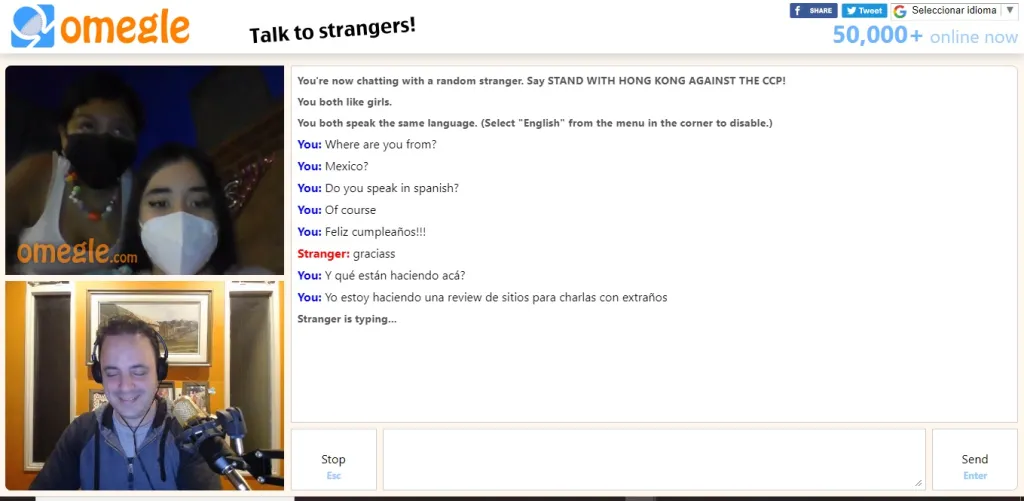 omegle
Talk to strangers!
SHARE
Tweet
Seleccionar idioma
50,000+ online now
You're now chatting with a random stranger. Say STAND WITH HONG KONG AGAINST THE CCP!
You both like girls.
You both speak the same language. (Select "English" from the menu in the corner to disable.)
You: Where are you from?
You: Mexico?
You: Do you speak in spanish?
You: Of course
You: Feliz cumpleaños!!!
Stranger: graciass
You: Y qué están haciendo acá?
You: Yo estoy haciendo una review de sitios para charlas con extraños
Stranger is typing...
omegle.com
Stop
Esc
Send
Enter